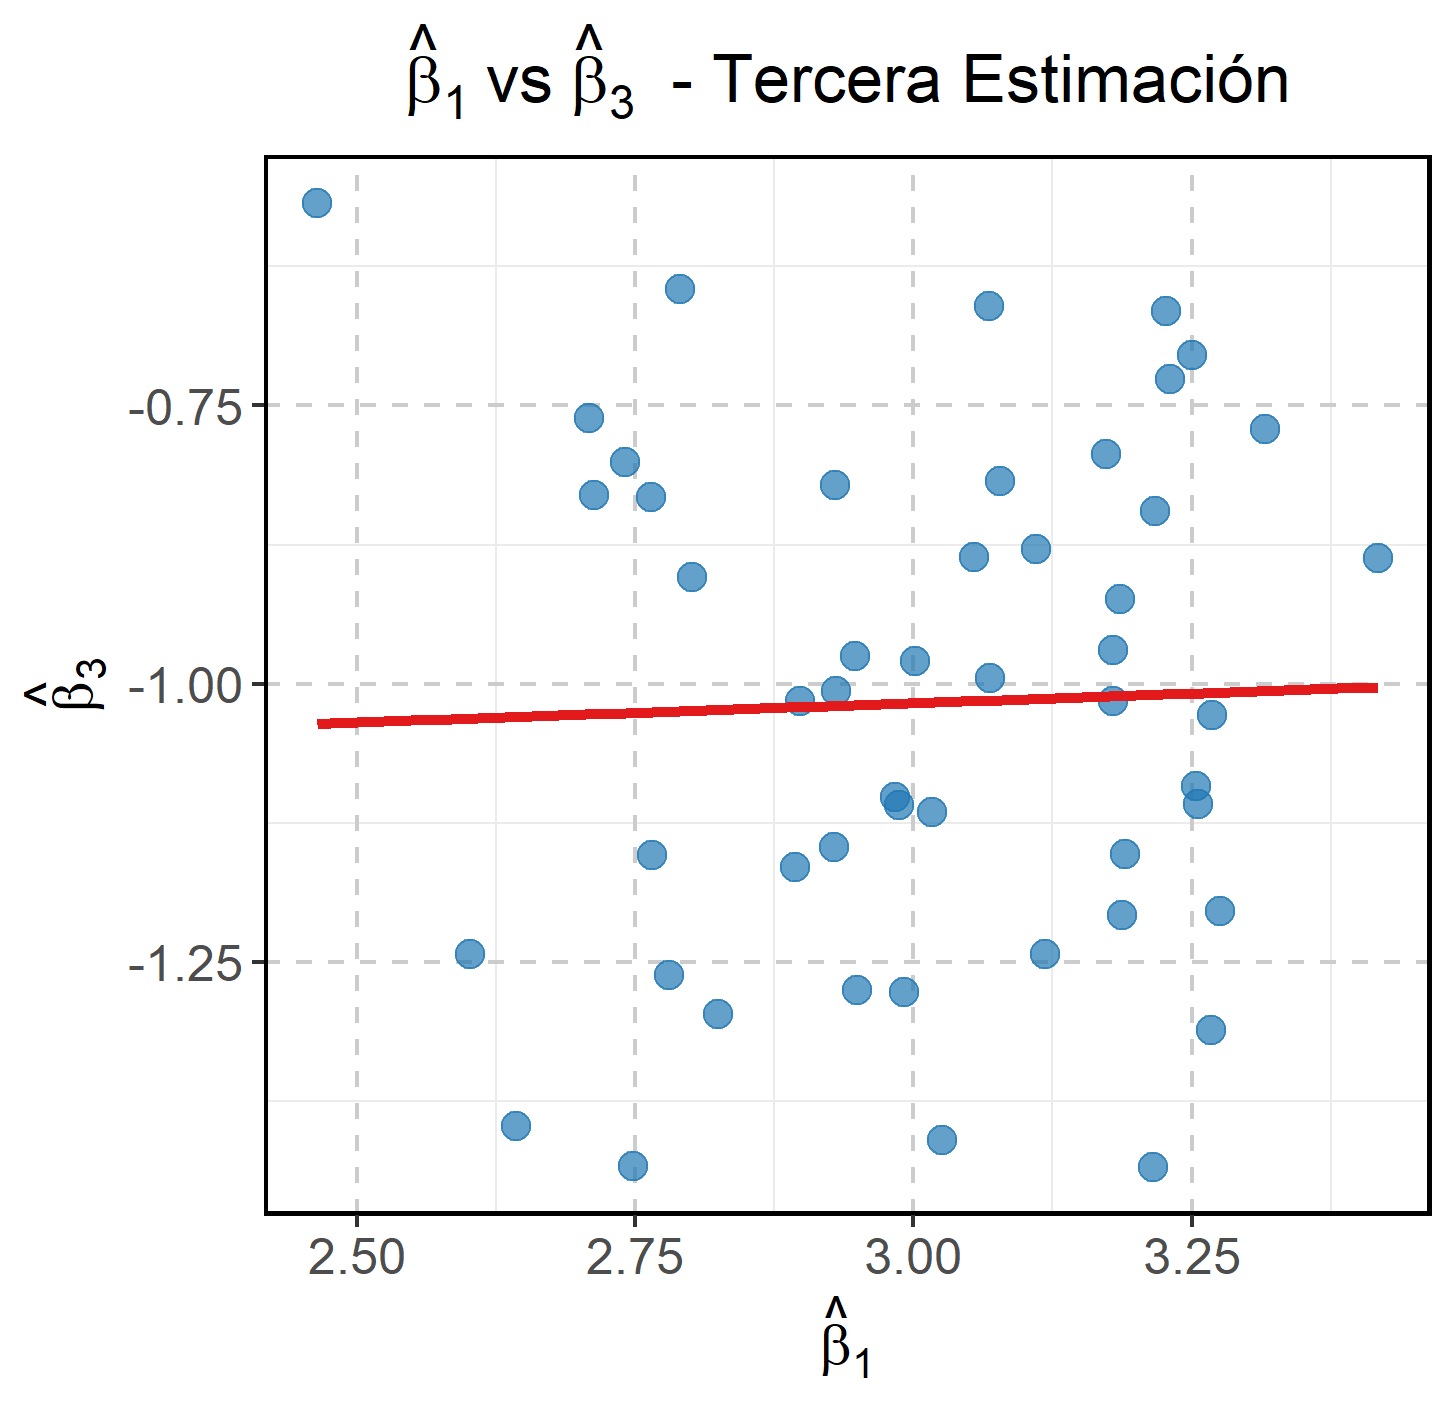 β̂₁ vs β̂₃ - Tercera Estimación
β̂₃
-0.75
-1.00
-1.25
2.50 2.75 3.00 3.25
β̂₁